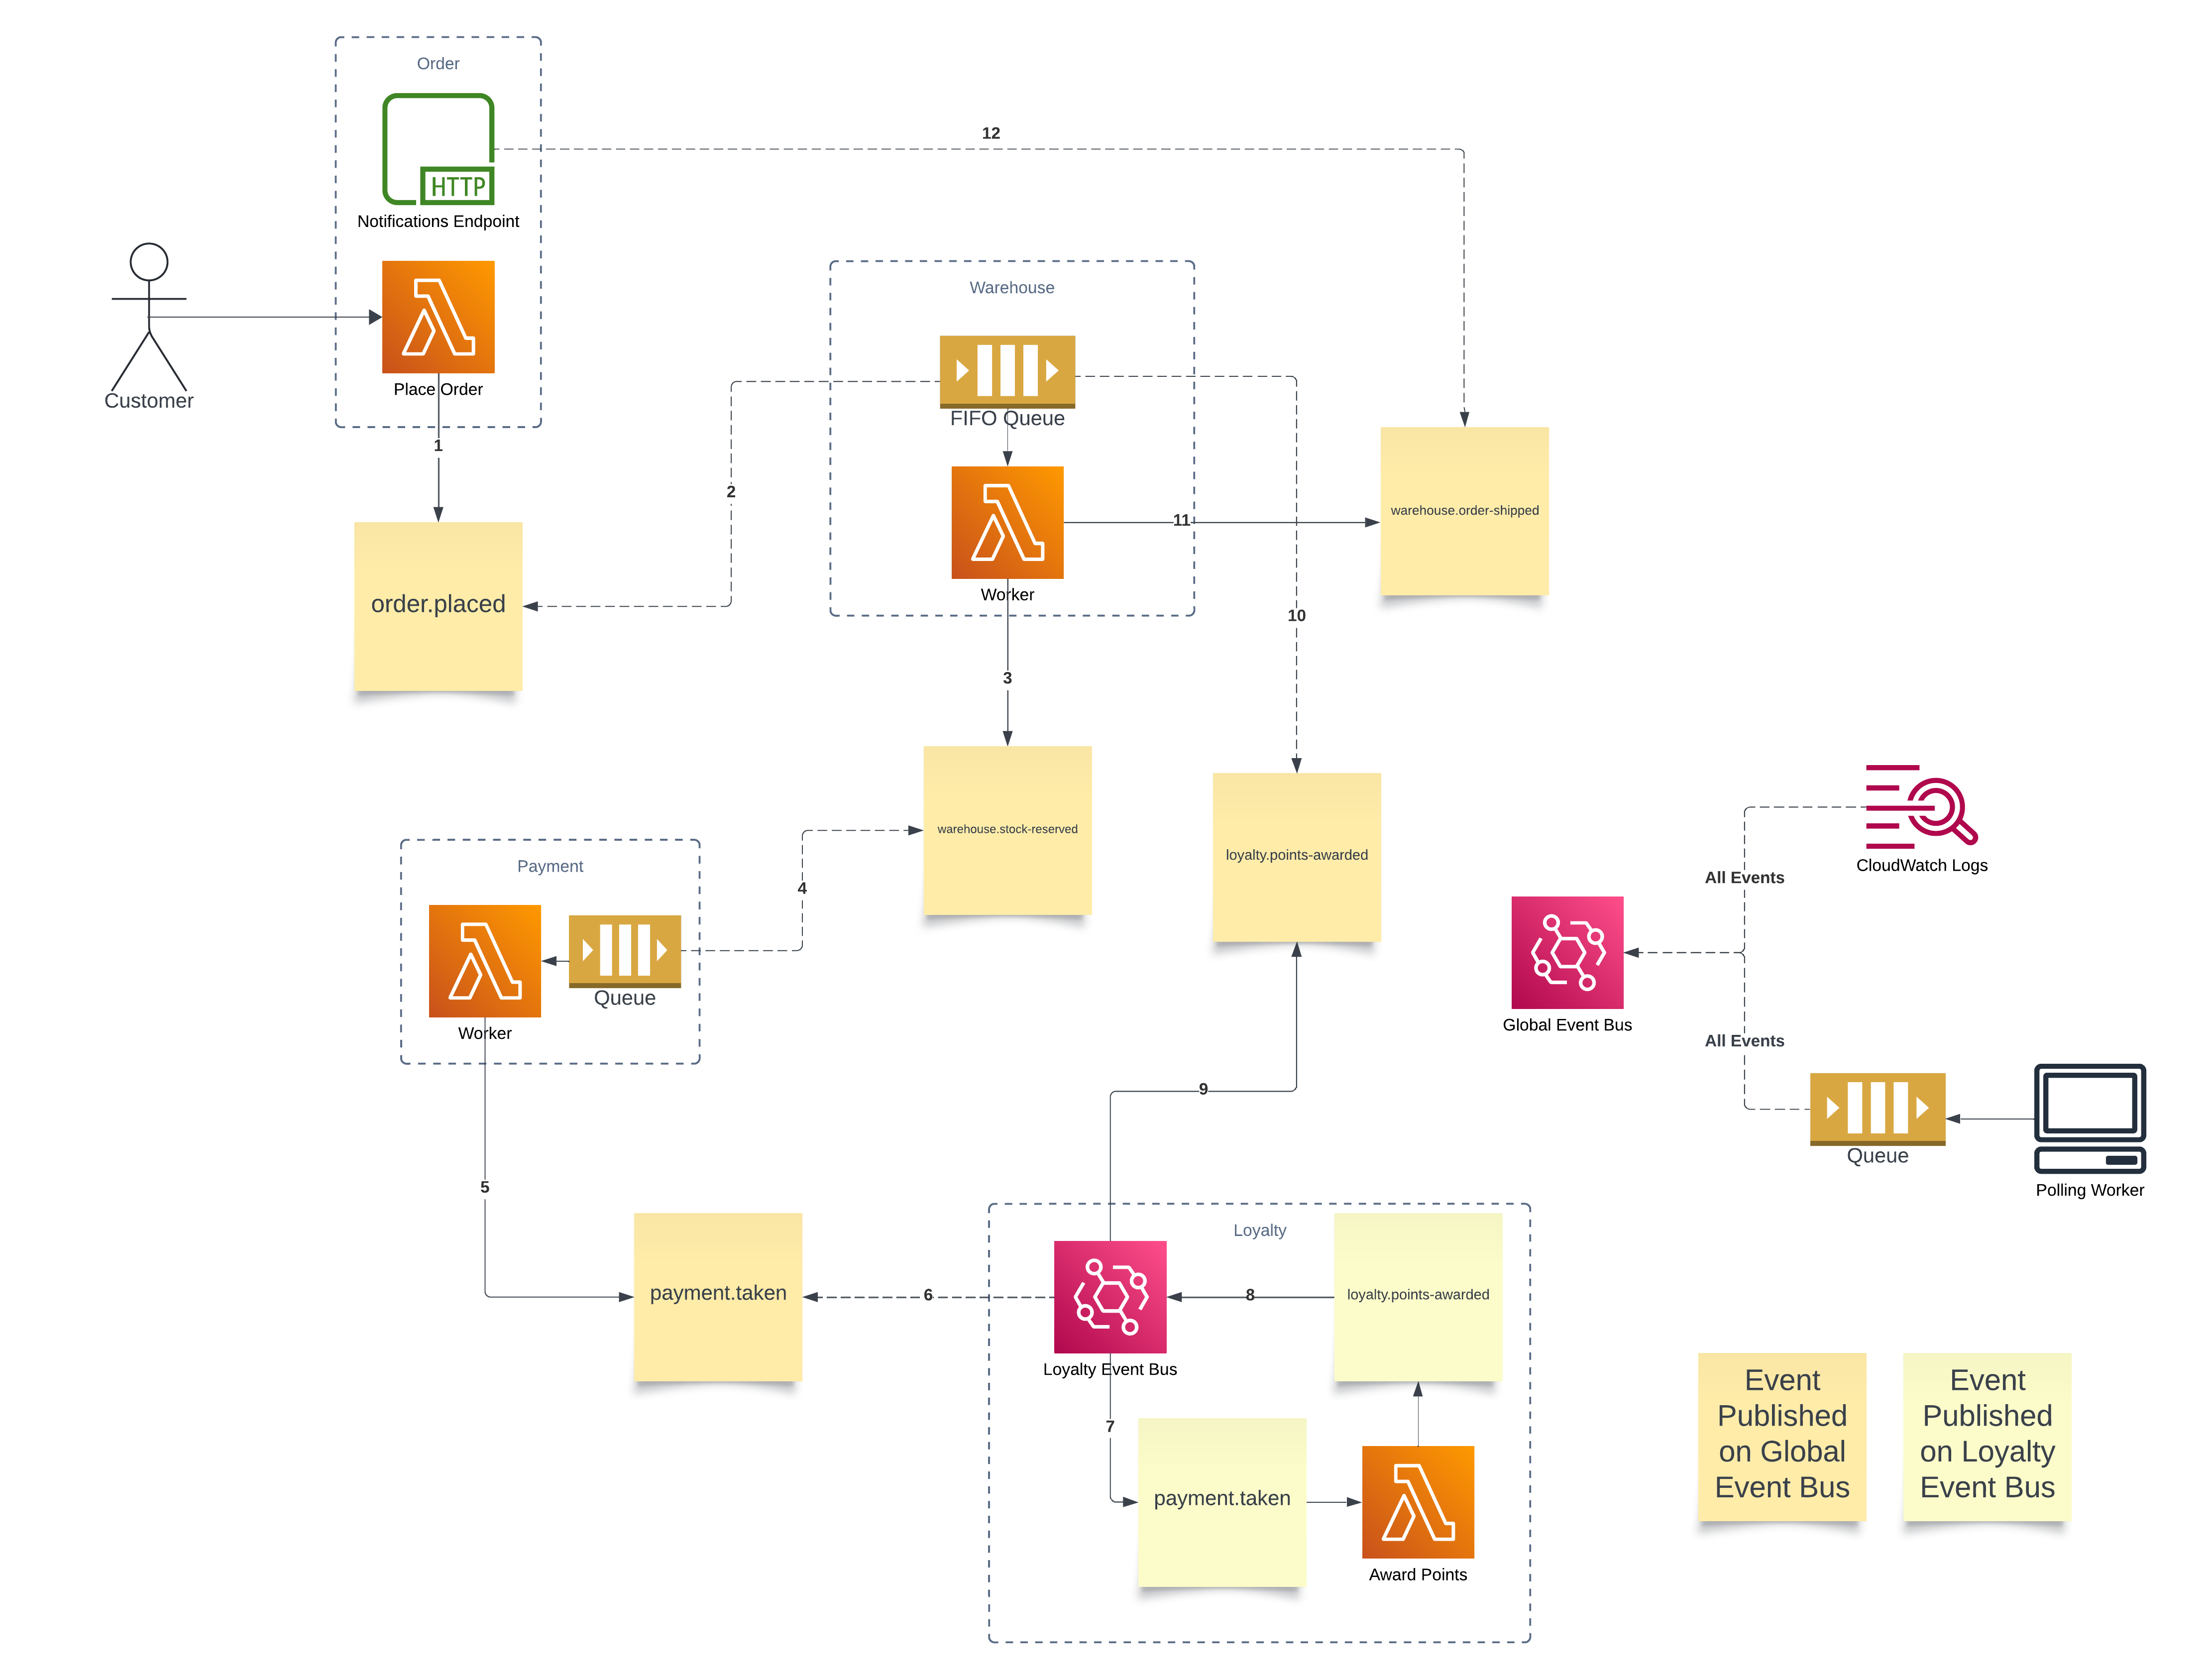 Order
HTTP
Notifications Endpoint
12
Customer
Place Order
1
order.placed
2
Warehouse
FIFO Queue
Worker
11
warehouse.order-shipped
10
3
warehouse.stock-reserved
loyalty.points-awarded
Payment
4
Queue
Worker
5
CloudWatch Logs
All Events
Global Event Bus
All Events
Queue
Polling Worker
9
payment.taken
6
Loyalty
Loyalty Event Bus
8
loyalty.points-awarded
7
payment.taken
Award Points
Event
Published
on Global
Event Bus
Event
Published
on Loyalty
Event Bus